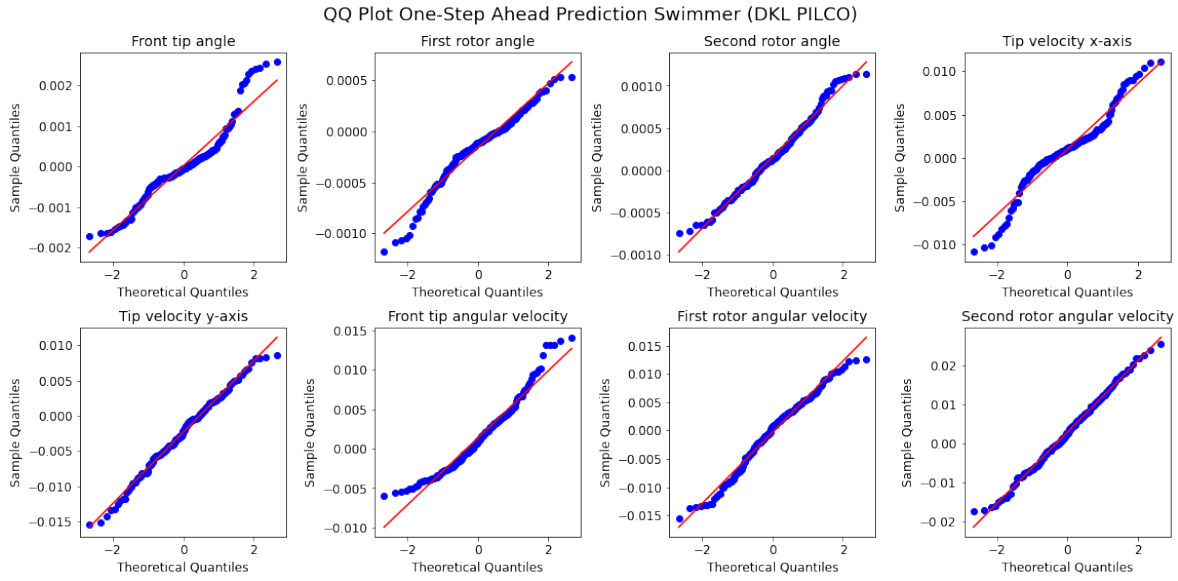 QQ Plot One-Step Ahead Prediction Swimmer (DKL PILCO)
Front tip angle
First rotor angle
Second rotor angle
Tip velocity x-axis
Sample Quantiles
0.002
0.001
0.000
−0.001
−0.002
−2
0
2
Theoretical Quantiles
Sample Quantiles
0.0005
0.0000
−0.0005
−0.0010
−2
0
2
Theoretical Quantiles
Sample Quantiles
0.0010
0.0005
0.0000
−0.0005
−0.0010
−2
0
2
Theoretical Quantiles
Sample Quantiles
0.010
0.005
0.000
−0.005
−0.010
−2
0
2
Theoretical Quantiles
Tip velocity y-axis
Front tip angular velocity
First rotor angular velocity
Second rotor angular velocity
Sample Quantiles
0.010
0.005
0.000
−0.005
−0.010
−0.015
−2
0
2
Theoretical Quantiles
Sample Quantiles
0.015
0.010
0.005
0.000
−0.005
−0.010
−2
0
2
Theoretical Quantiles
Sample Quantiles
0.015
0.010
0.005
0.000
−0.005
−0.010
−0.015
−2
0
2
Theoretical Quantiles
Sample Quantiles
0.02
0.01
0.00
−0.01
−0.02
−2
0
2
Theoretical Quantiles